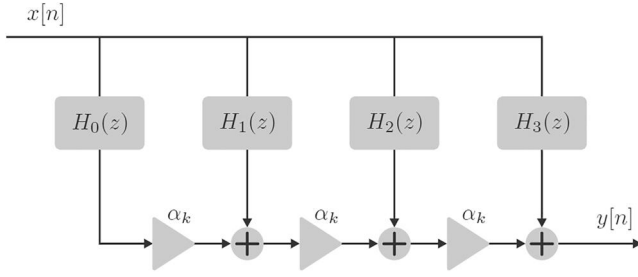 x[n]
H₀(z) H₁(z) H₂(z) H₃(z)
αₖ αₖ αₖ y[n]
+ + +